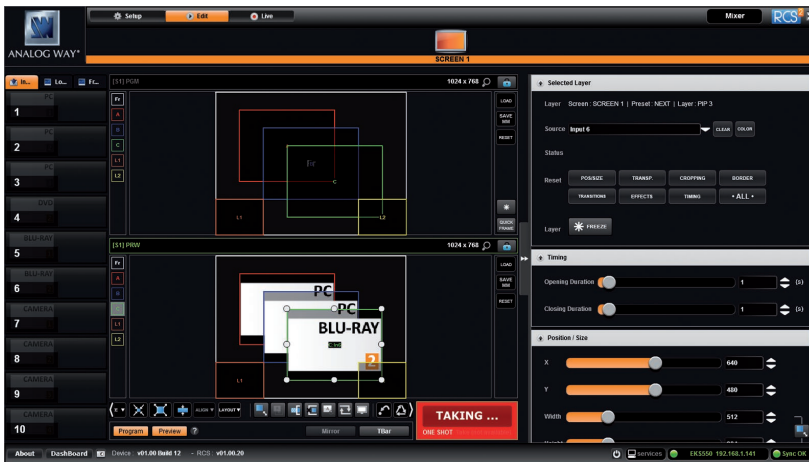 Setup
Edit
Live
Mixer
RCS²
ANALOG WAY®
SCREEN 1
In...
Lo...
Fr...
PC
1
PC
2
PC
3
DVD
4
BLU-RAY
5
BLU-RAY
6
CAMERA
7
CAMERA
8
CAMERA
9
CAMERA
10
[S1] PGM
1024 x 768
Fr
A
B
C
L1
L2
Fr
C
L1
L2
LOAD
SAVE MM
RESET
QUICK FRAME
[S1] PRW
1024 x 768
Fr
A
B
L1
L2
PC
PC
BLU-RAY
2
L1
LOAD
SAVE MM
RESET
ALIGN
LAYOUT
Program
Preview
?
Mirror
TBar
TAKING ...
ONE SHOT
Selected Layer
Layer Screen : SCREEN 1 | Preset : NEXT | Layer : PIP 3
Source Input 6 CLEAR COLOR
Status
Reset POS/SIZE TRANSP. CROPPING BORDER
TRANSITIONS EFFECTS TIMING • ALL •
Layer FREEZE
Timing
Opening Duration 1 (s)
Closing Duration 1 (s)
Position / Size
X 640
Y 480
Width 512
About DashBoard Device v01.00 Build 12 - RCS : v01.00.20 services EKS550 192.168.1.141 Sync OK